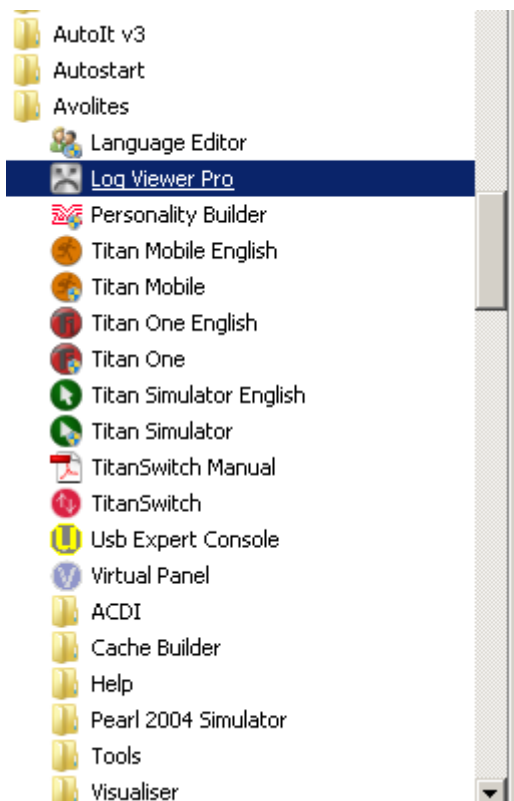 AutoIt v3
Autostart
Avolites
Language Editor
Log Viewer Pro
Personality Builder
Titan Mobile English
Titan Mobile
Titan One English
Titan One
Titan Simulator English
Titan Simulator
TitanSwitch Manual
TitanSwitch
Usb Expert Console
Virtual Panel
ACDI
Cache Builder
Help
Pearl 2004 Simulator
Tools
Visualiser